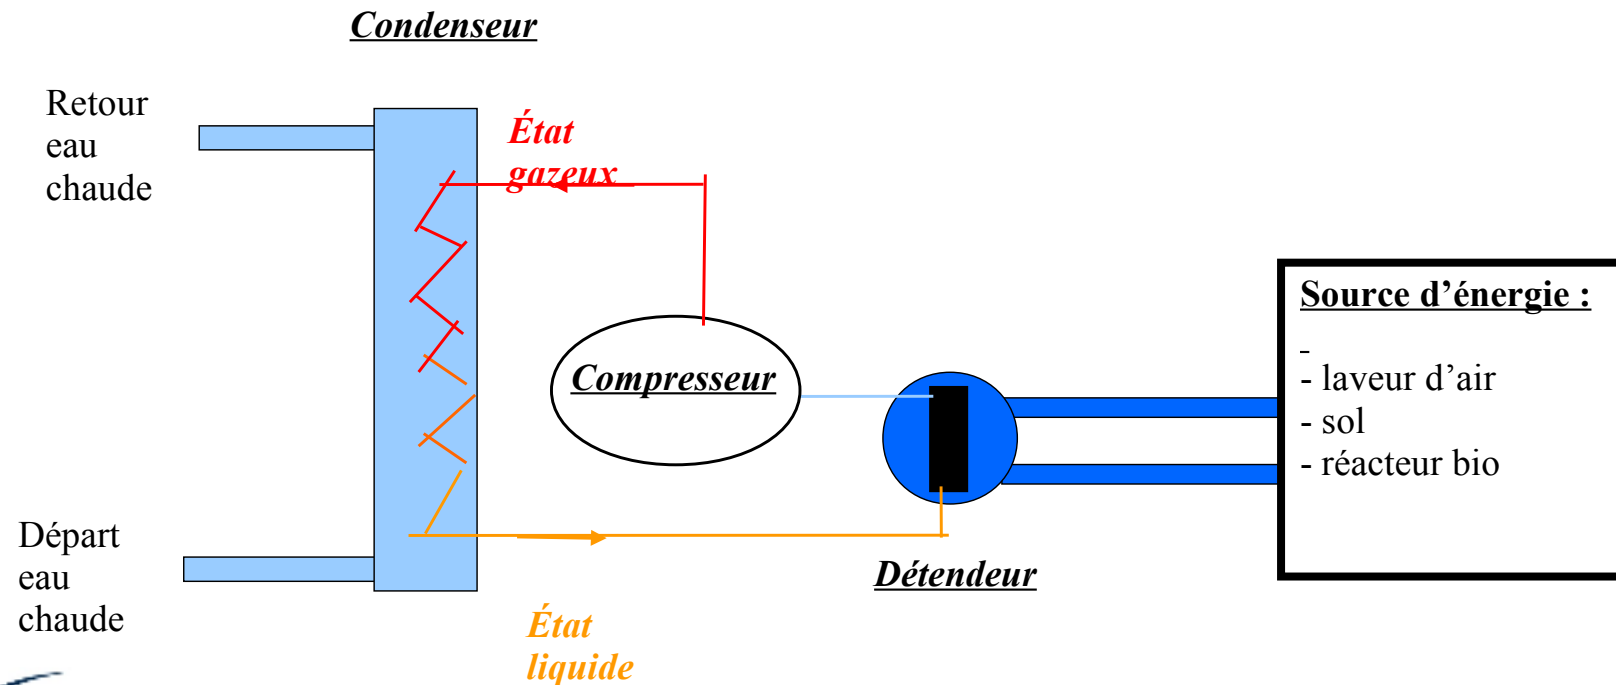 Condenseur
Retour
eau
chaude
État
gazeux
Compresseur
Source d’énergie :
-
- laveur d’air
- sol
- réacteur bio
Détendeur
Départ
eau
chaude
État
liquide